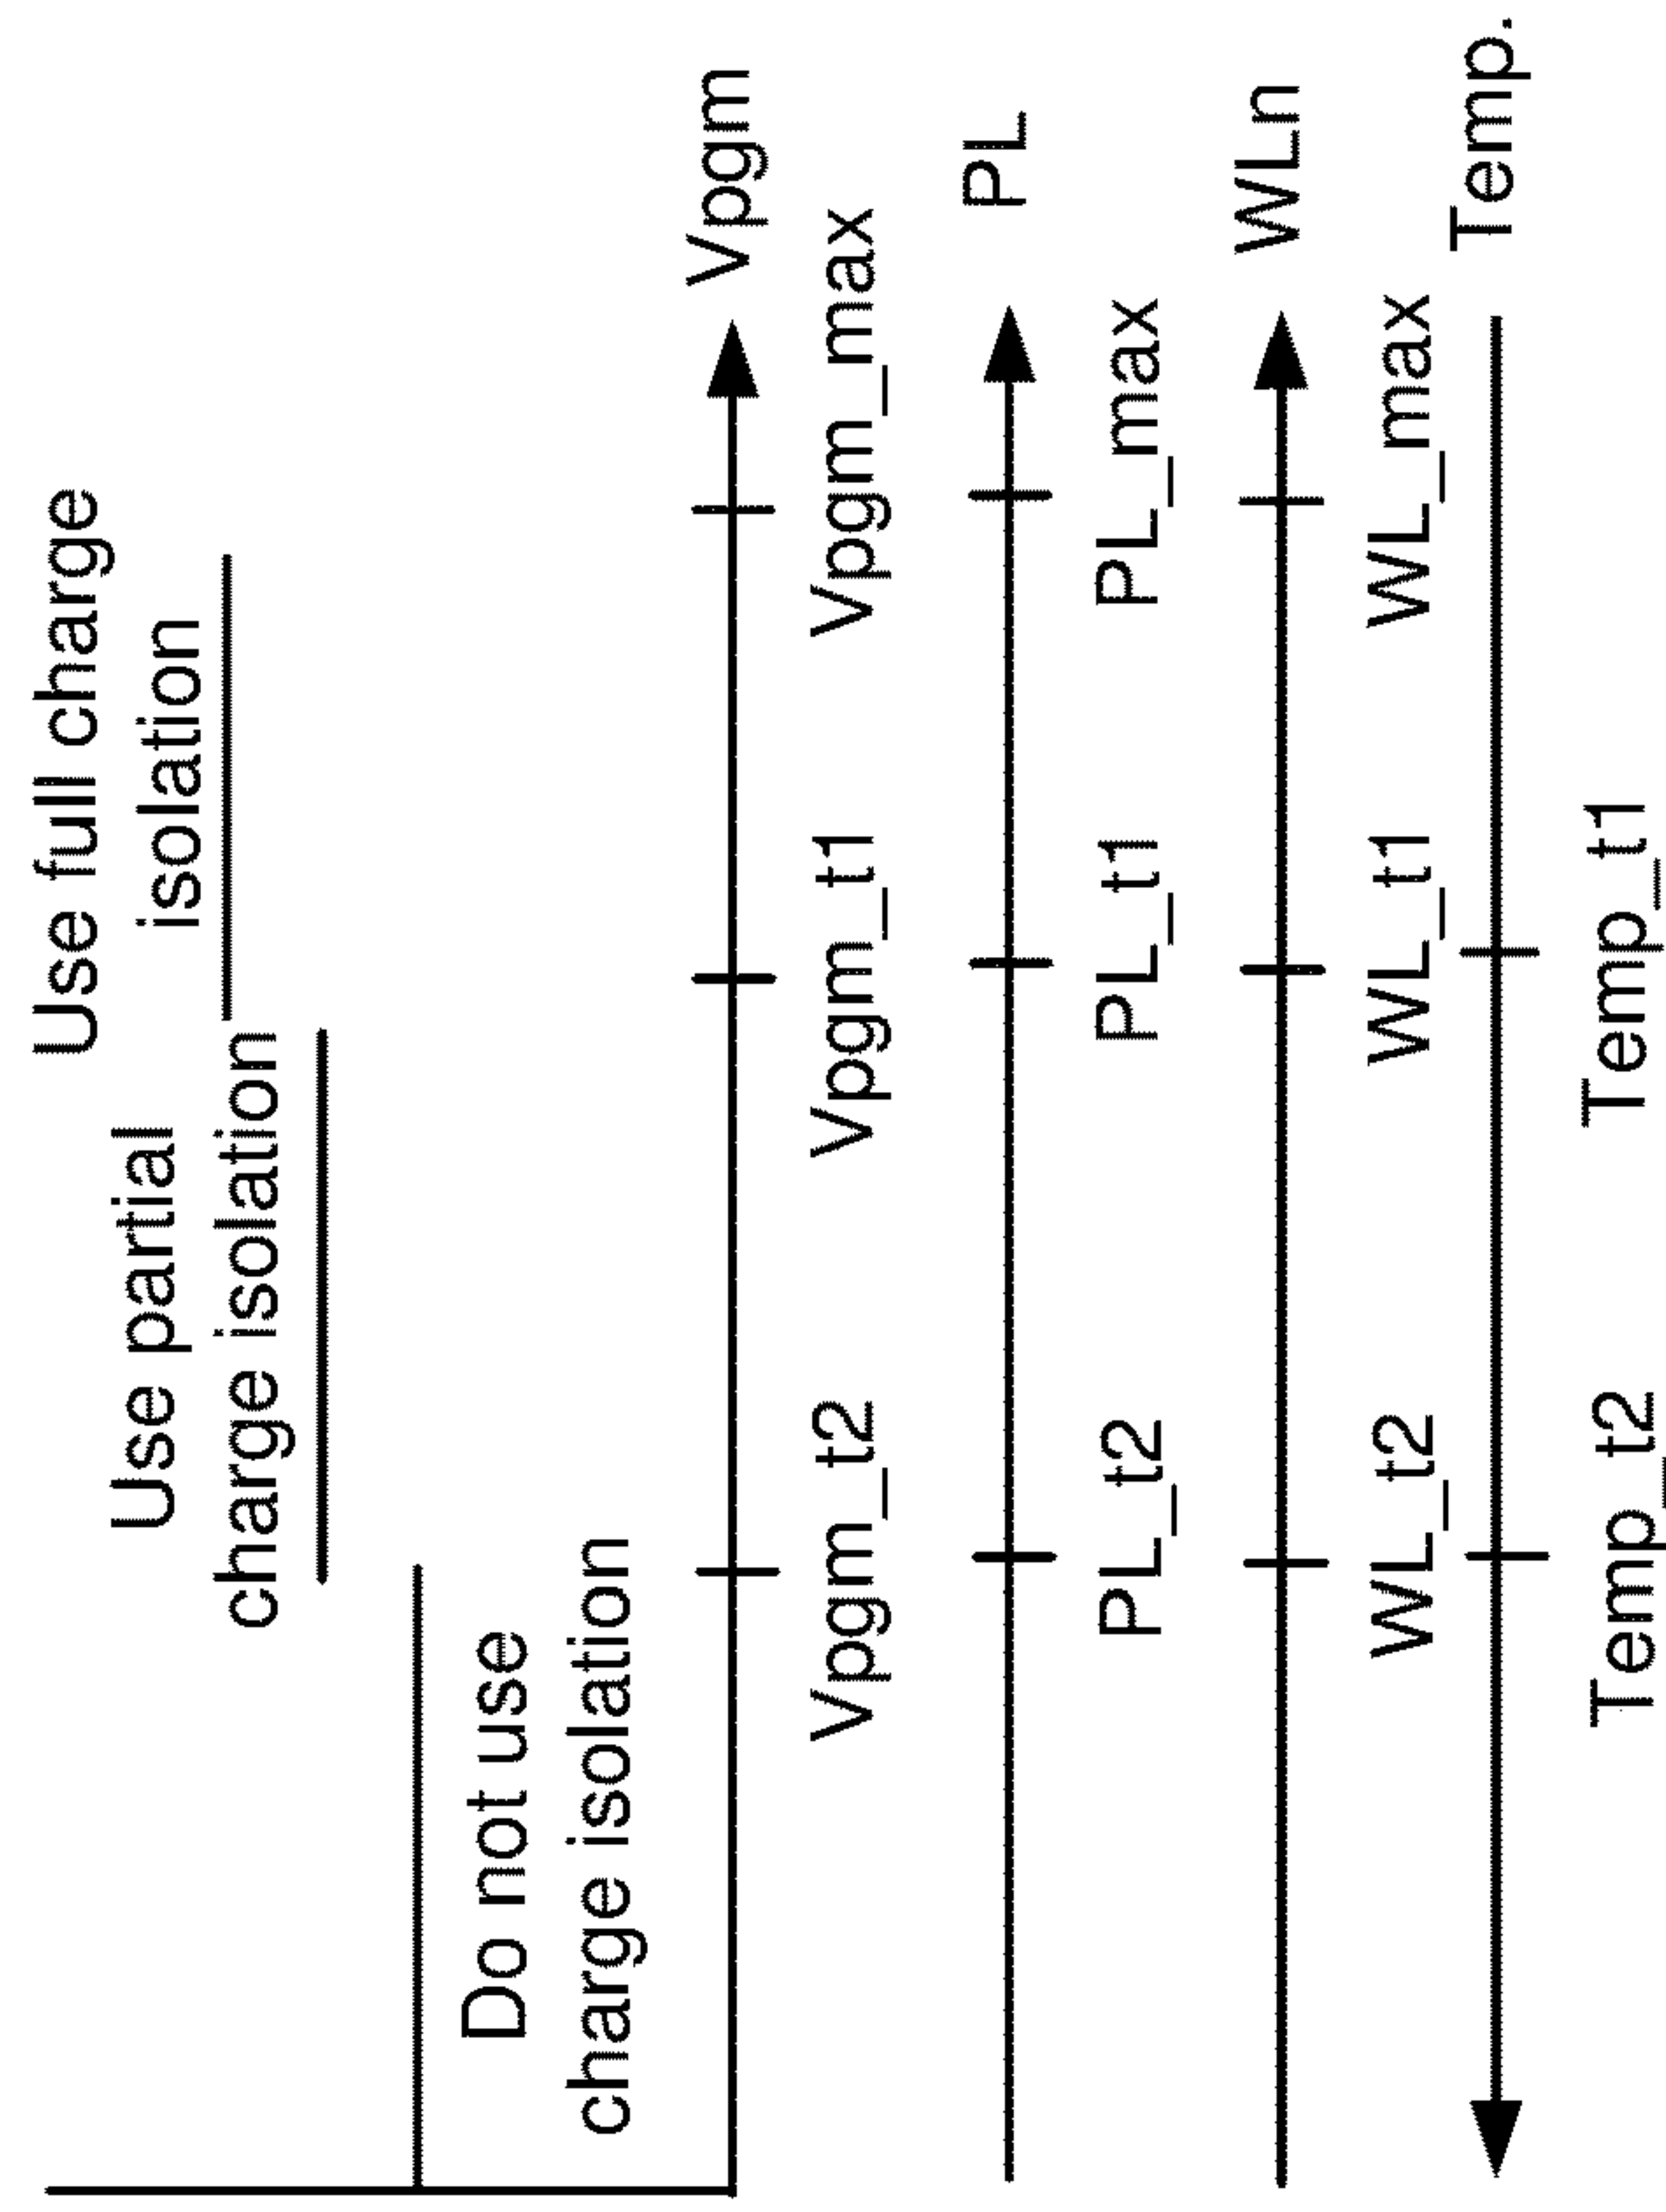 Use full charge
isolation
Use partial
charge isolation
Do not use
charge isolation
Vpgm
Vpgm_t2
Vpgm_t1
Vpgm_max
PL
PL_t2
PL_t1
PL_max
WLn
WL_t2
WL_t1
WL_max
Temp.
Temp_t2
Temp_t1